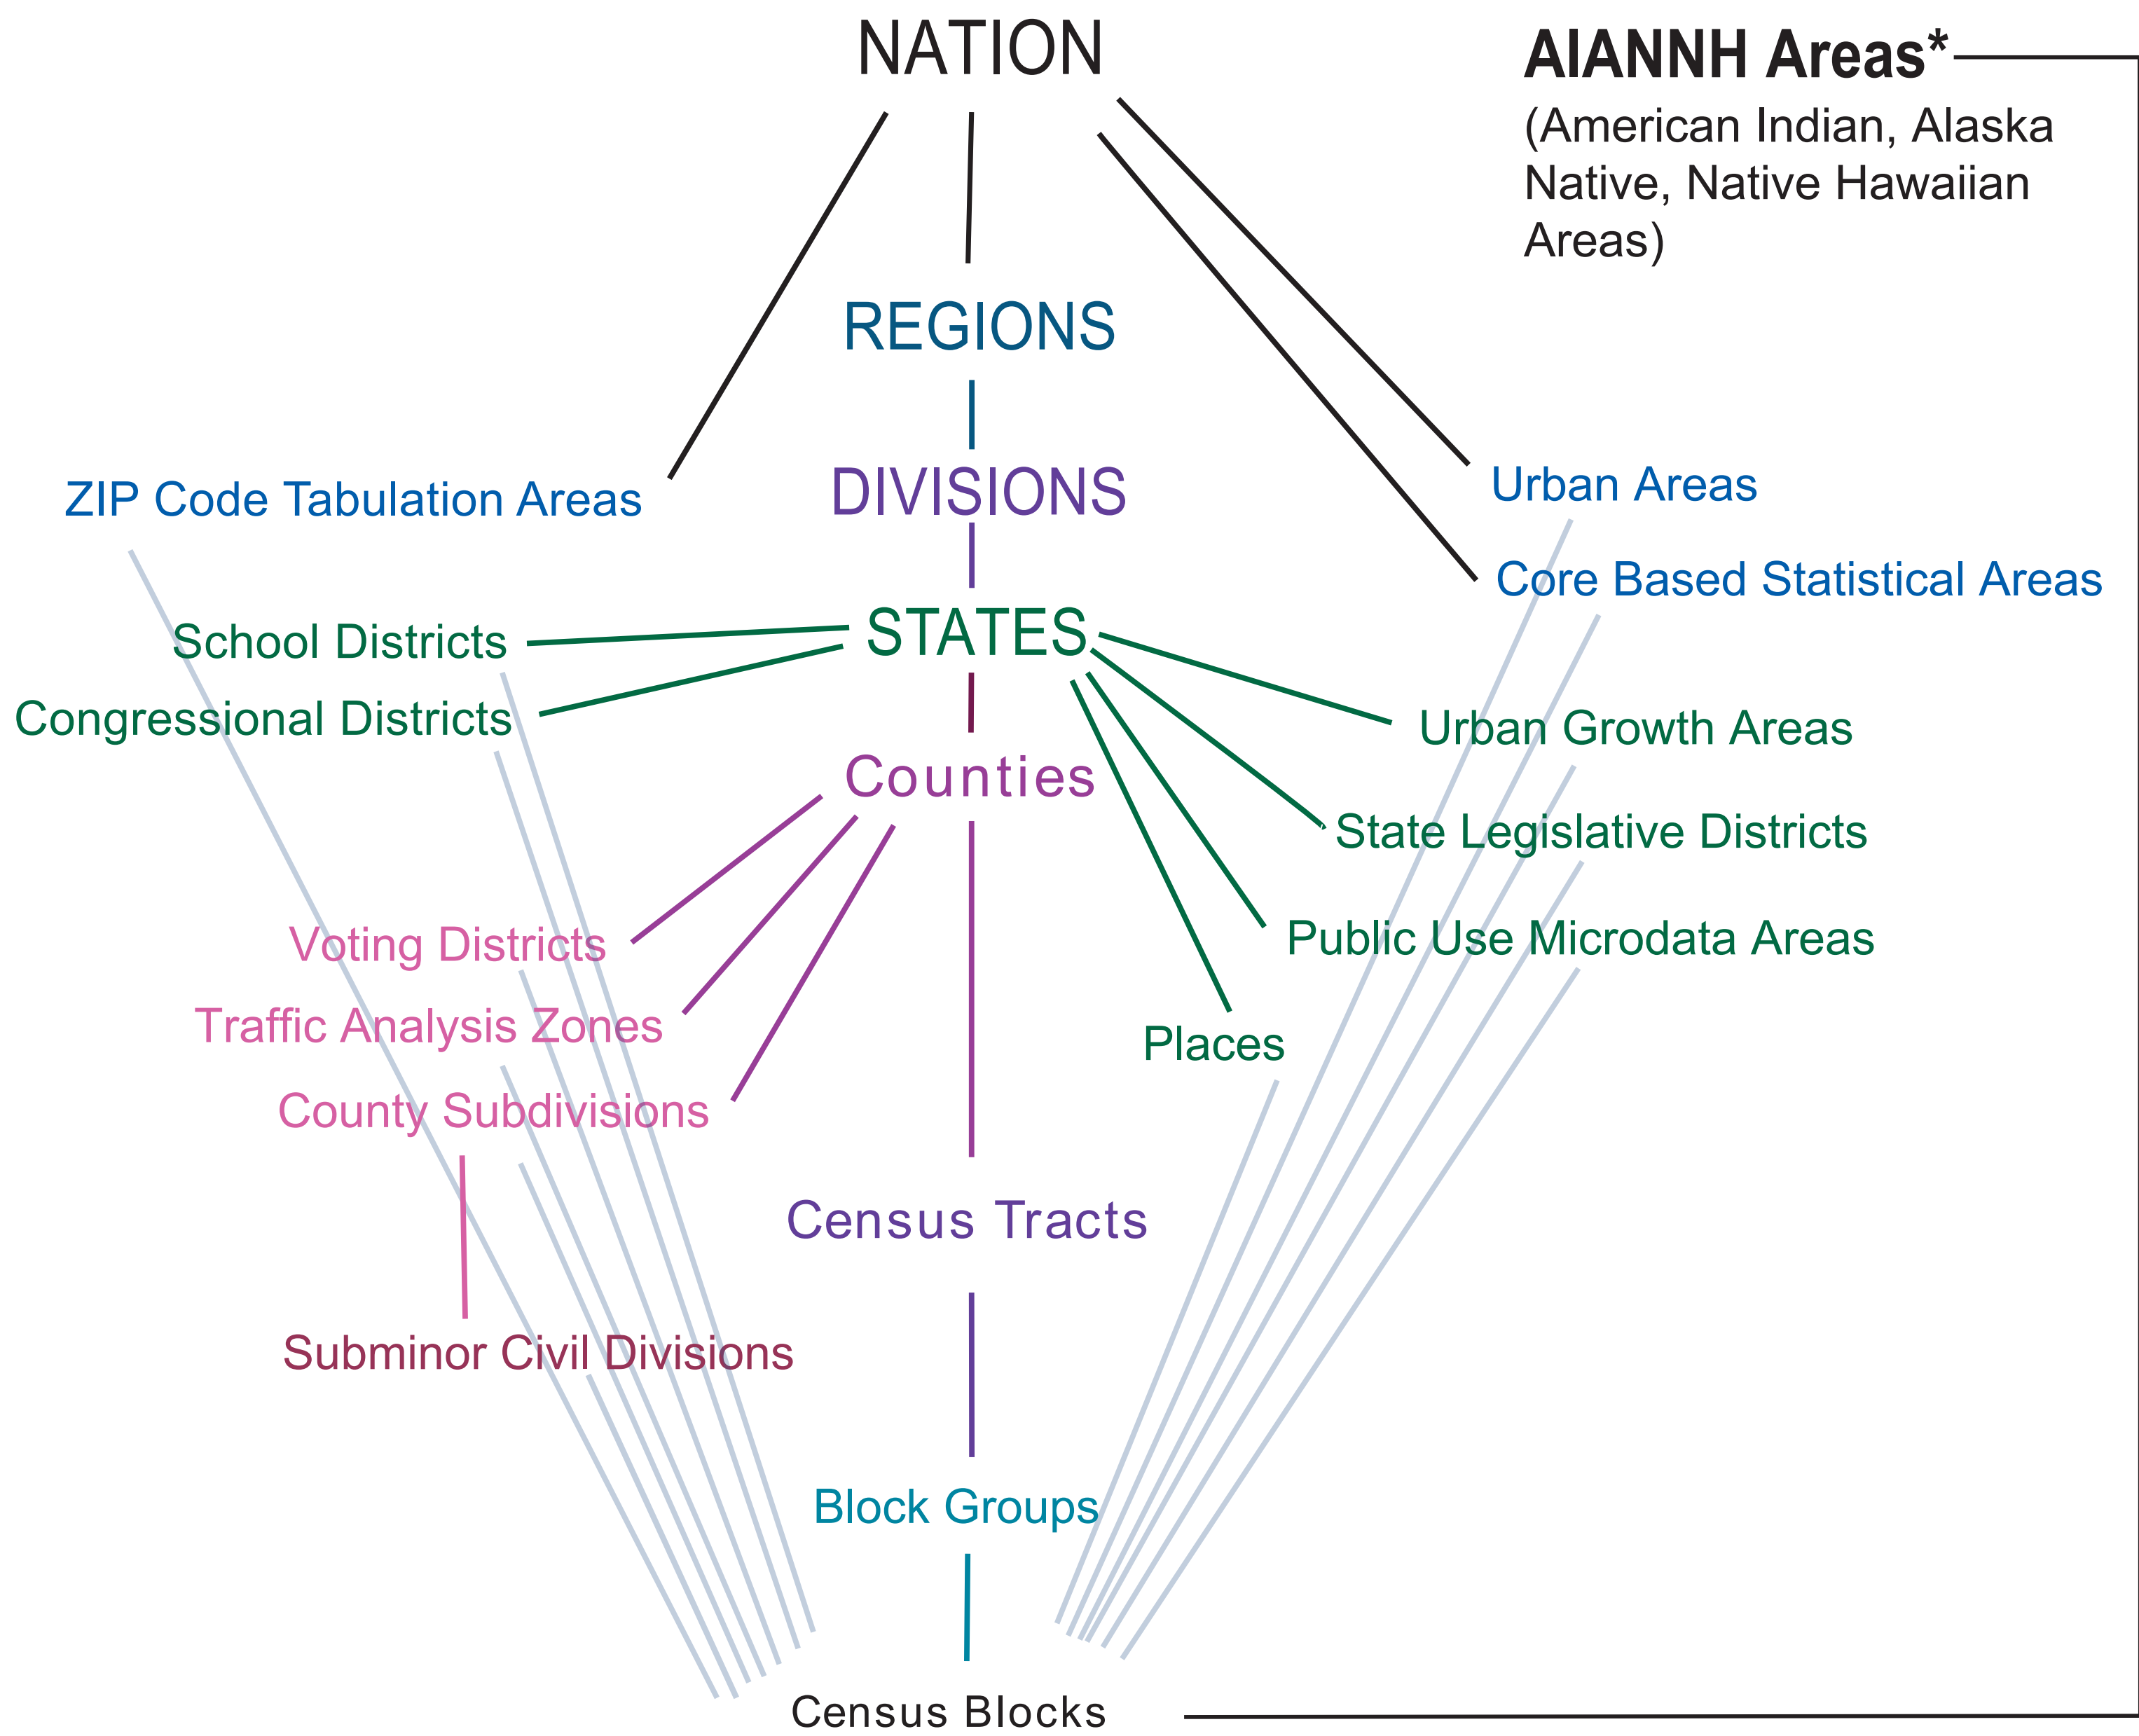 NATION
AIANNH Areas*
(American Indian, Alaska
Native, Native Hawaiian
Areas)
REGIONS
DIVISIONS
ZIP Code Tabulation Areas
Urban Areas
Core Based Statistical Areas
STATES
School Districts
Congressional Districts
Urban Growth Areas
Counties
State Legislative Districts
Public Use Microdata Areas
Voting Districts
Traffic Analysis Zones
Places
County Subdivisions
Census Tracts
Subminor Civil Divisions
Block Groups
Census Blocks